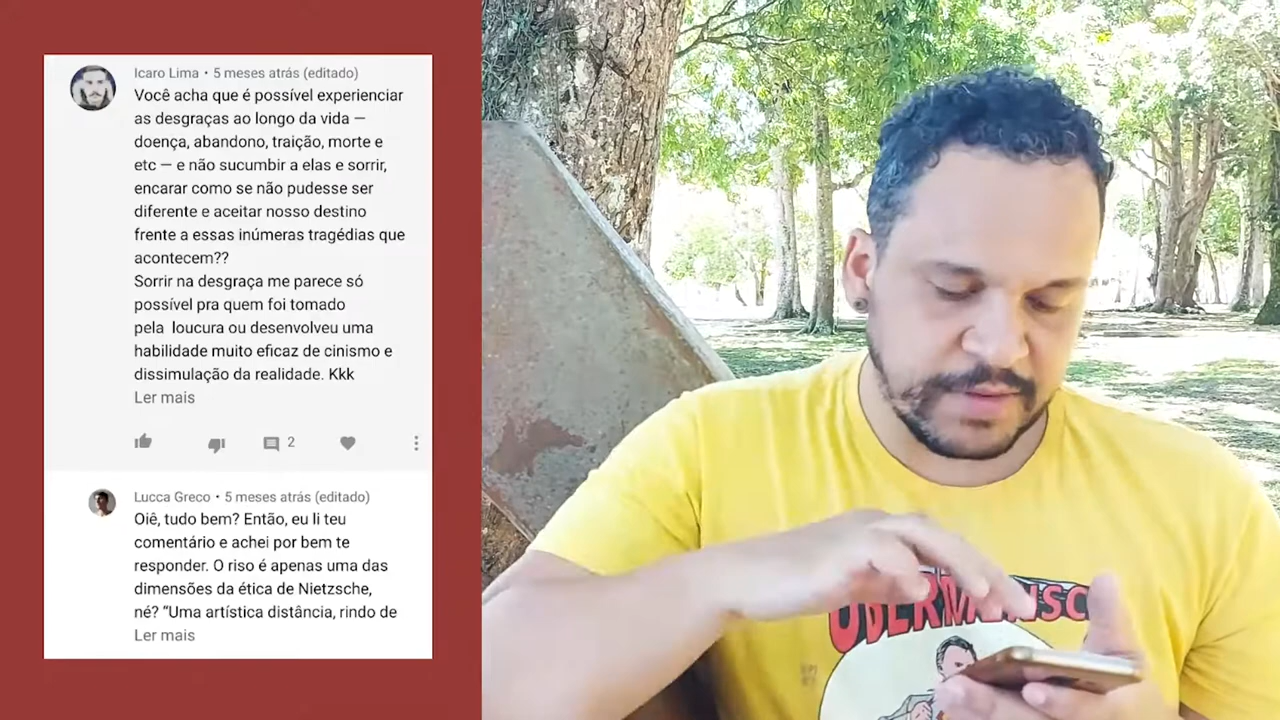 Icaro Lima • 5 meses atrás (editado)
Você acha que é possível experienciar
as desgraças ao longo da vida —
doença, abandono, traição, morte e
etc — e não sucumbir a elas e sorrir,
encarar como se não pudesse ser
diferente e aceitar nosso destino
frente a essas inúmeras tragédias que
acontecem??
Sorrir na desgraça me parece só
possível pra quem foi tomado
pela loucura ou desenvolveu uma
habilidade muito eficaz de cinismo e
dissimulação da realidade. Kkk
Ler mais
2
Lucca Greco • 5 meses atrás (editado)
Oiê, tudo bem? Então, eu li teu
comentário e achei por bem te
responder. O riso é apenas uma das
dimensões da ética de Nietzsche,
né? “Uma artística distância, rindo de
Ler mais